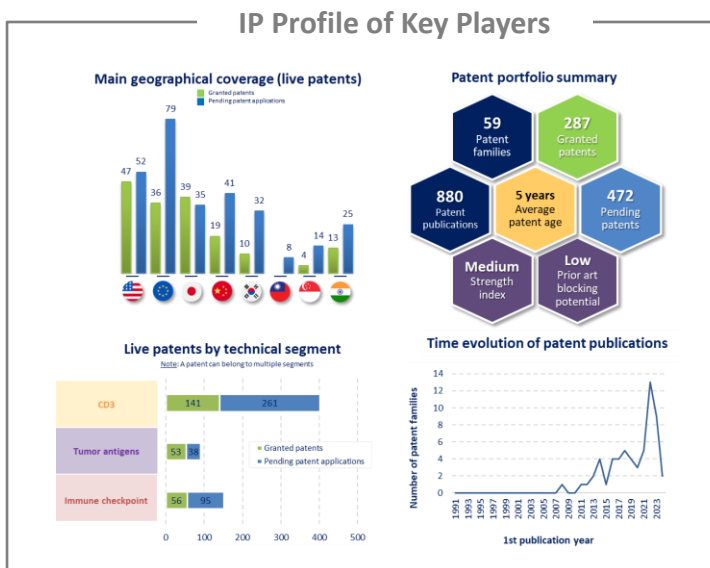 IP Profile of Key Players
Main geographical coverage (live patents)
Granted patents
Pending patent applications
47
52
36
79
39
35
19
41
10
32
8
4
14
13
25
Patent portfolio summary
59
Patent
families
287
Granted
patents
880
Patent
publications
5 years
Average
patent age
472
Pending
patents
Medium
Strength
index
Low
Prior art
blocking
potential
Live patents by technical segment
Note: A patent can belong to multiple segments
CD3
141
261
Tumor antigens
53
38
Granted patents
Pending patent applications
Immune checkpoint
56
95
0
100
200
300
400
500
Time evolution of patent publications
Number of patent families
14
12
10
8
6
4
2
0
1991
1993
1995
1997
1999
2001
2003
2005
2007
2009
2011
2013
2015
2017
2019
2021
2023
1st publication year